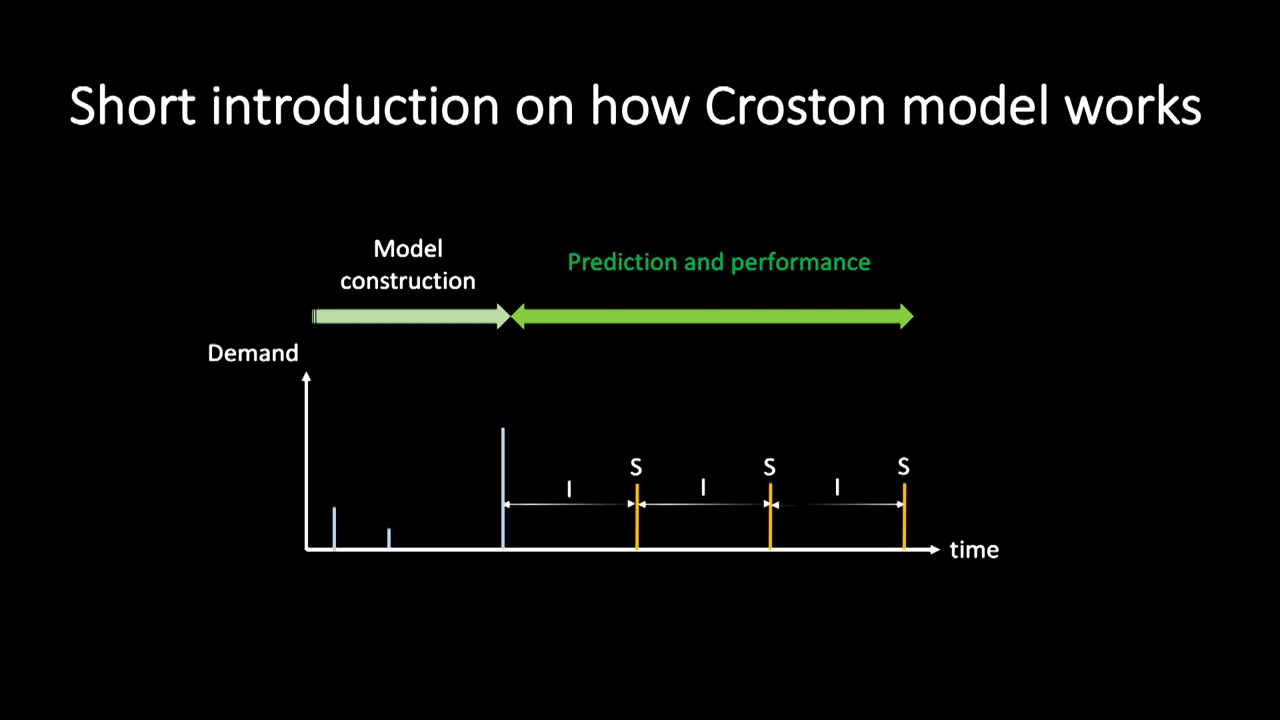 Short introduction on how Croston model works
Model
construction
Prediction and performance
Demand
S
S
S
I
I
I
time